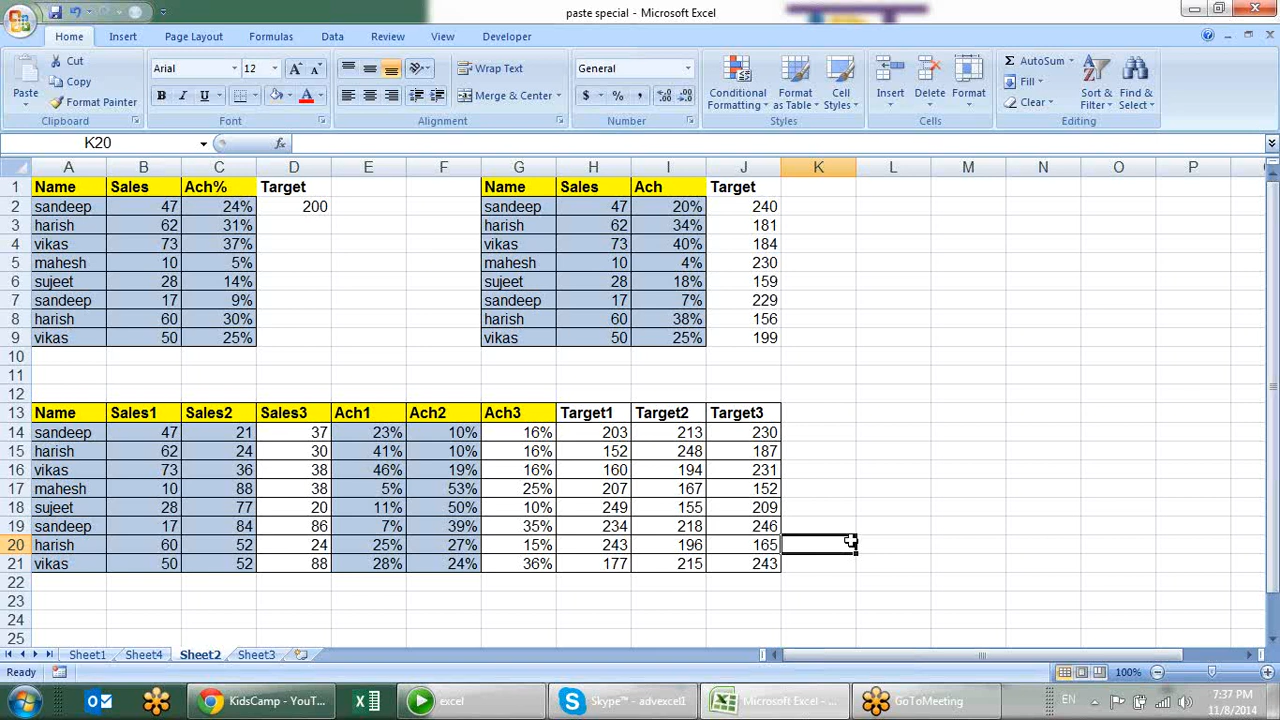 paste special - Microsoft Excel
Home Insert Page Layout Formulas Data Review View Developer
Paste Cut Copy Format Painter Clipboard
Arial 12 B I U A Font
Wrap Text Merge & Center Alignment
General $ % , Number
Conditional Formatting Format as Table Cell Styles Styles
Insert Delete Format Cells
AutoSum Fill Clear Sort & Filter Find & Select Editing
K20 fx
A B C D E F G H I J K L M N O P
1 Name Sales Ach% Target Name Sales Ach Target
2 sandeep 47 24% 200 sandeep 47 20% 240
3 harish 62 31% harish 62 34% 181
4 vikas 73 37% vikas 73 40% 184
5 mahesh 10 5% mahesh 10 4% 230
6 sujeet 28 14% sujeet 28 18% 159
7 sandeep 17 9% sandeep 17 7% 229
8 harish 60 30% harish 60 38% 156
9 vikas 50 25% vikas 50 25% 199
10
11
12
13 Name Sales1 Sales2 Sales3 Ach1 Ach2 Ach3 Target1 Target2 Target3
14 sandeep 47 21 37 23% 10% 16% 203 213 230
15 harish 62 24 30 41% 10% 16% 152 248 187
16 vikas 73 36 38 46% 19% 16% 160 194 231
17 mahesh 10 88 38 5% 53% 25% 207 167 152
18 sujeet 28 77 20 11% 50% 10% 249 155 209
19 sandeep 17 84 86 7% 39% 35% 234 218 246
20 harish 60 52 24 25% 27% 15% 243 196 165
21 vikas 50 52 88 28% 24% 36% 177 215 243
22
23
24
25
Sheet1 Sheet4 Sheet2 Sheet3
Ready 100%
KidsCamp - YouT... excel Skype™ - advexcel1 Microsoft Excel - ... GoToMeeting EN 7:37 PM
11/8/2014